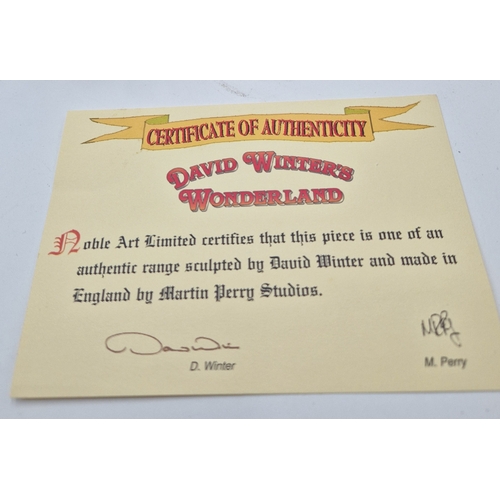 CERTIFICATE OF AUTHENTICITY
DAVID WINTER'S
WONDERLAND
Noble Art Limited certifies that this piece is one of an
authentic range sculpted by David Winter and made in
England by Martin Perry Studios.
D. Winter
M. Perry